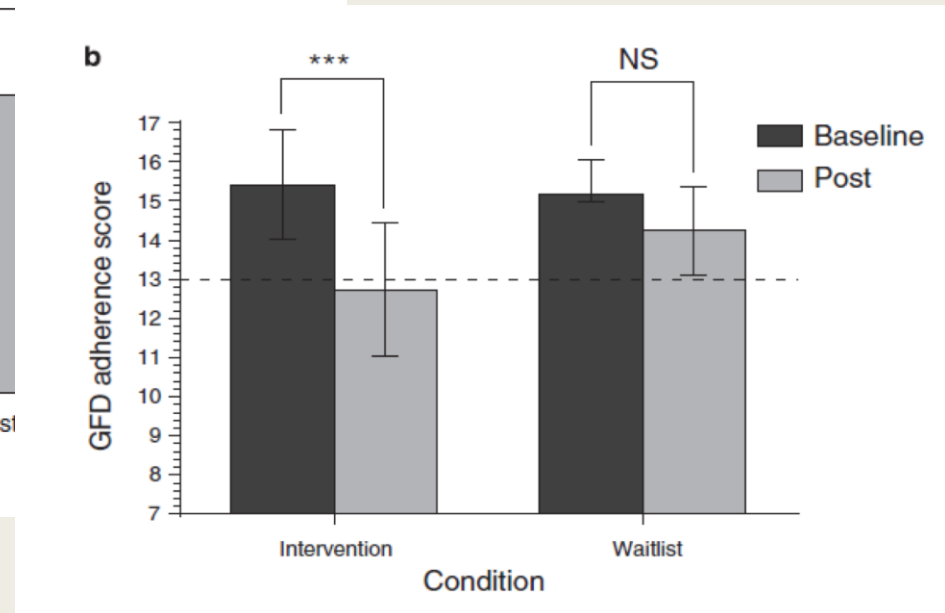 b
***
NS
Baseline
Post
17
16
15
14
13
12
11
10
9
8
7
GFD adherence score
Intervention
Waitlist
Condition
st